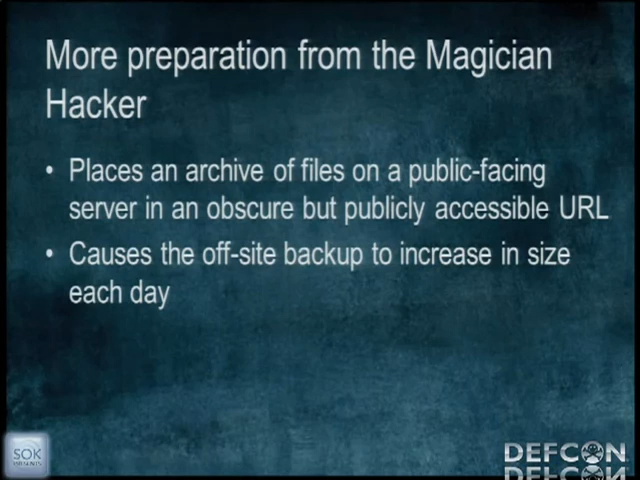 More preparation from the Magician
Hacker
• Places an archive of files on a public-facing
server in an obscure but publicly accessible URL
• Causes the off-site backup to increase in size
each day
SOK
DEFCON